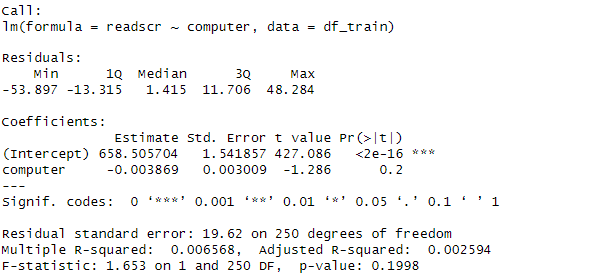 Call:
lm(formula = readscr ~ computer, data = df_train)
Residuals:
    Min      1Q  Median      3Q     Max
-53.897 -13.315   1.415  11.706  48.284
Coefficients:
              Estimate Std. Error t value Pr(>|t|)
(Intercept) 658.505704   1.541857 427.086   <2e-16 ***
computer     -0.003869   0.003009  -1.286      0.2
---
Signif. codes:  0 ‘***’ 0.001 ‘**’ 0.01 ‘*’ 0.05 ‘.’ 0.1 ‘ ’ 1
Residual standard error: 19.62 on 250 degrees of freedom
Multiple R-squared:  0.006568,  Adjusted R-squared:  0.002594
F-statistic: 1.653 on 1 and 250 DF,  p-value: 0.1998